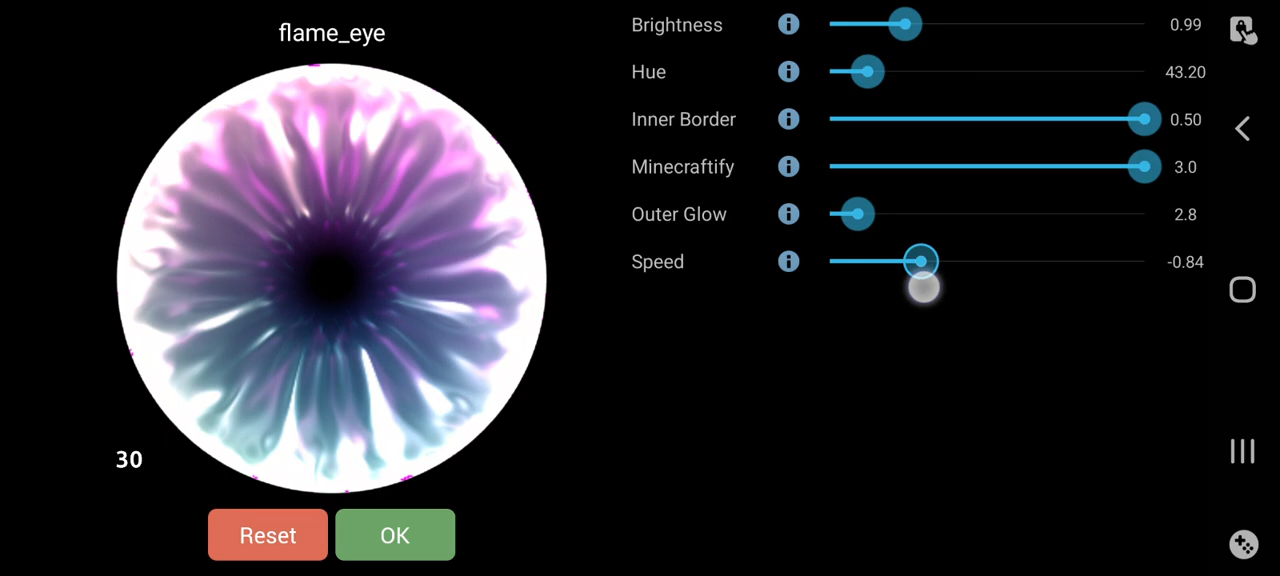 flame_eye
30
Reset
OK
Brightness 0.99
Hue 43.20
Inner Border 0.50
Minecraftify 3.0
Outer Glow 2.8
Speed -0.84